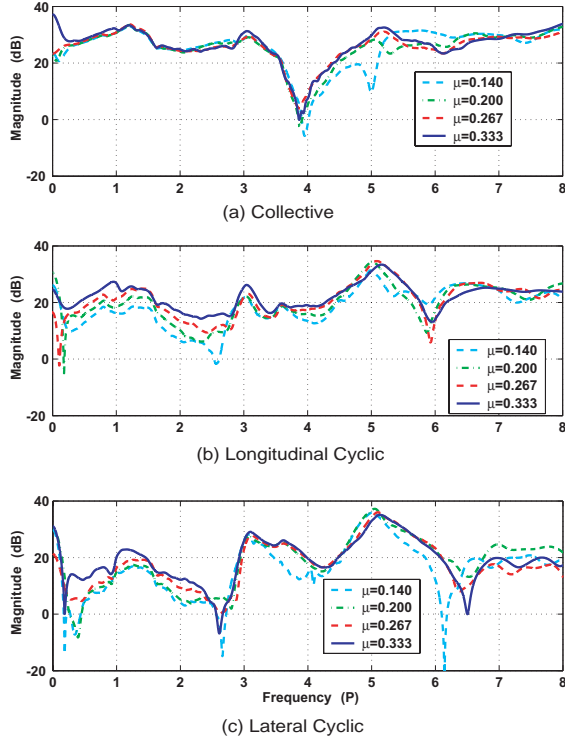 40
20
0
-20
Magnitude (dB)
0 1 2 3 4 5 6 7 8
μ=0.140
μ=0.200
μ=0.267
μ=0.333
(a) Collective
40
20
0
-20
Magnitude (dB)
0 1 2 3 4 5 6 7 8
μ=0.140
μ=0.200
μ=0.267
μ=0.333
(b) Longitudinal Cyclic
40
20
0
-20
Magnitude (dB)
0 1 2 3 4 5 6 7 8
μ=0.140
μ=0.200
μ=0.267
μ=0.333
Frequency (P)
(c) Lateral Cyclic